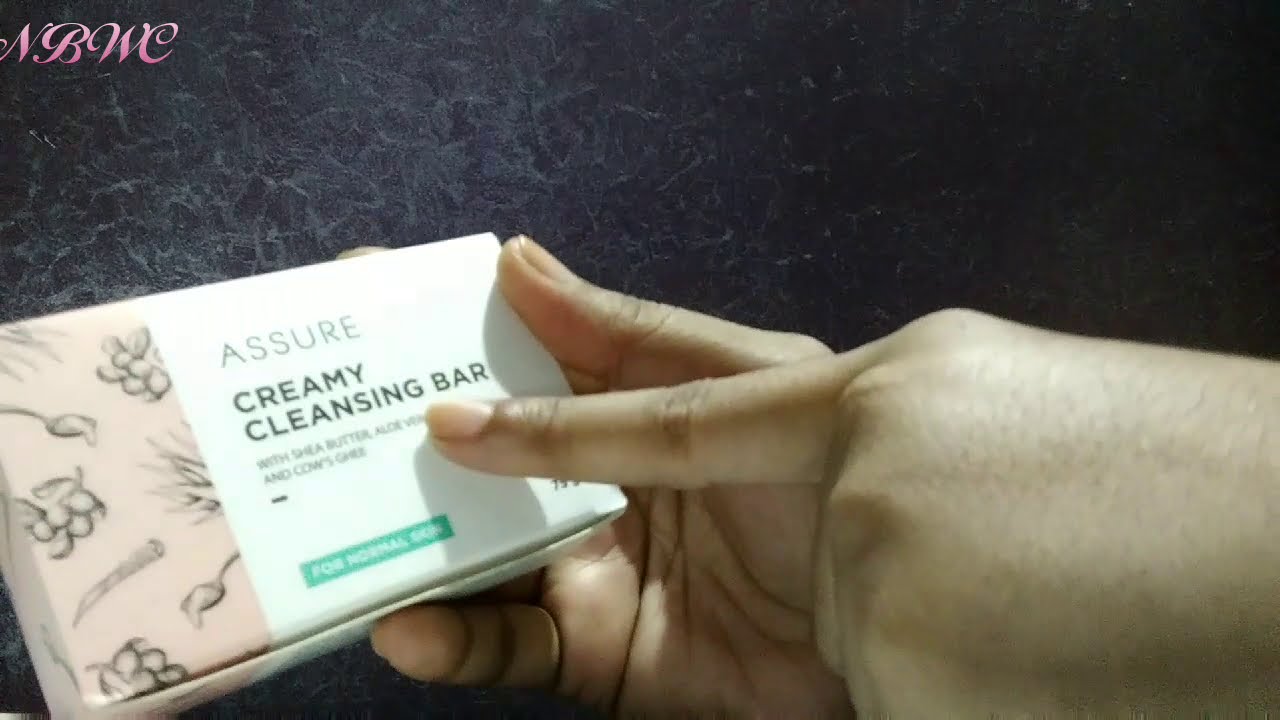 NBWC
ASSURE
CREAMY
CLEANSING BAR
WITH SHEA BUTTER, ALOE
AND COW'S GHEE
FOR NORMAL SKIN